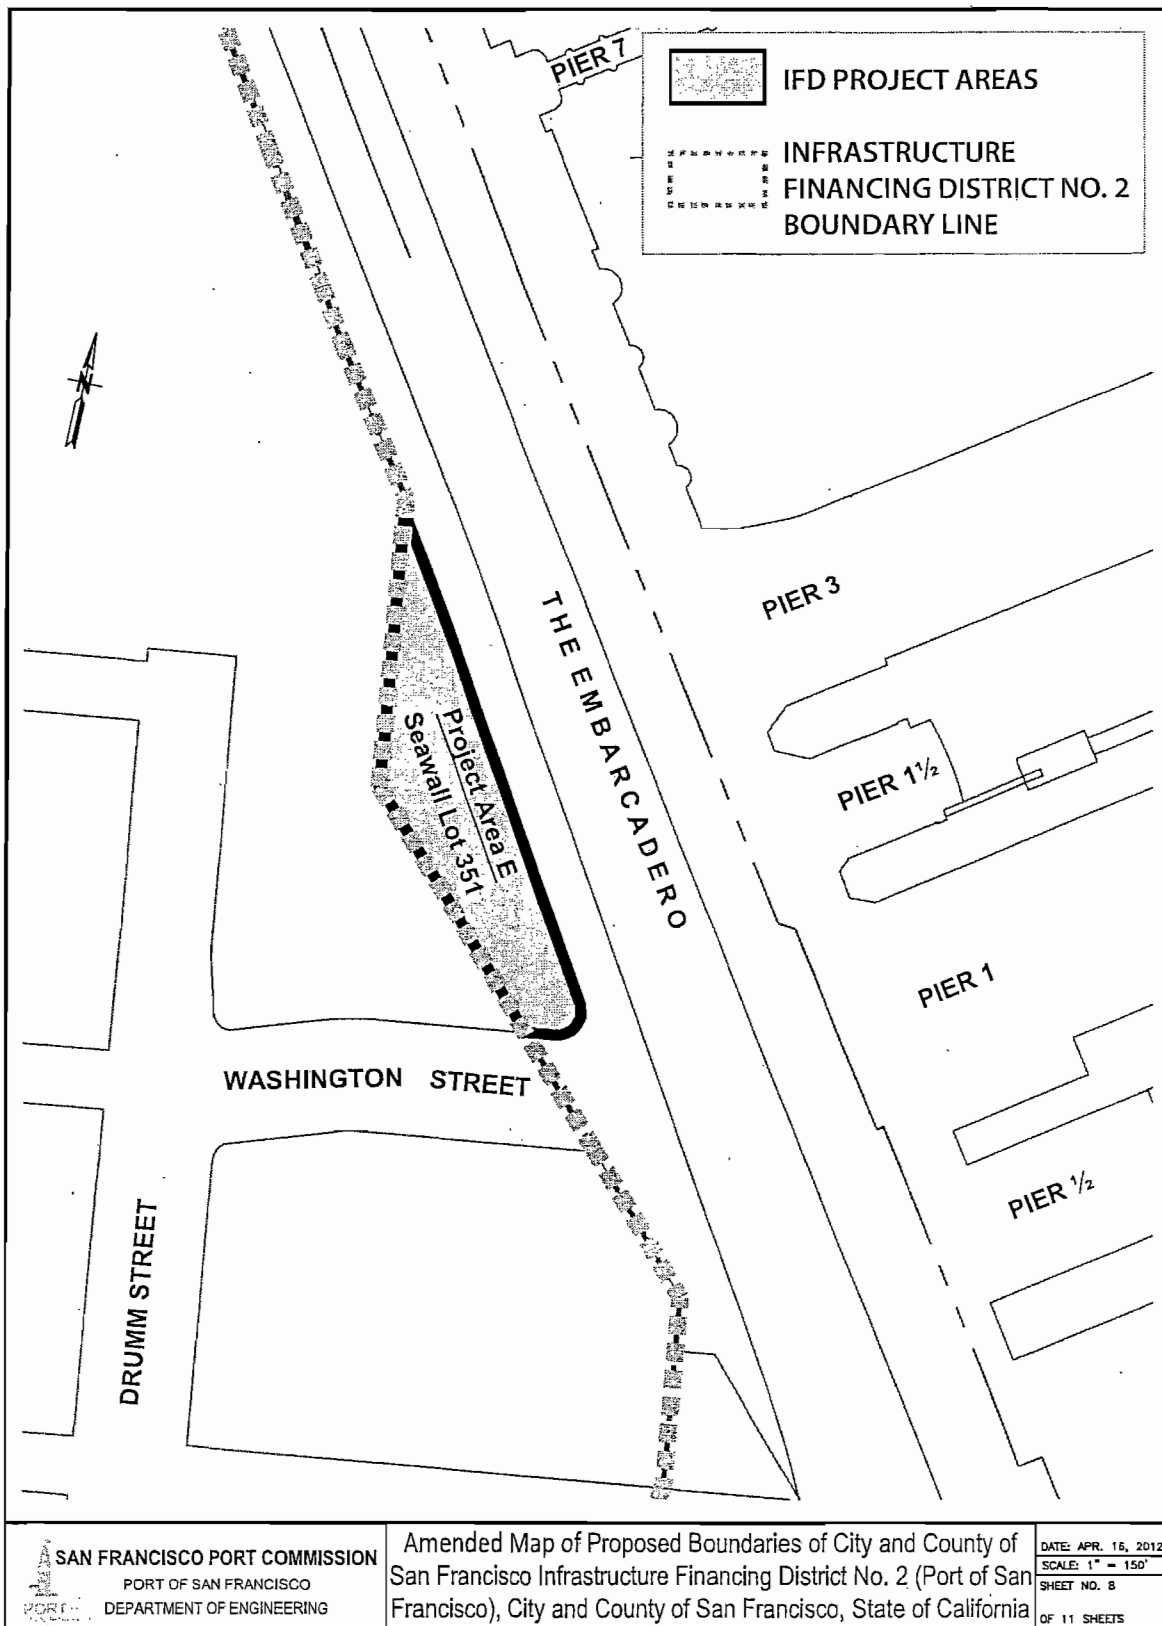 PIER 7
IFD PROJECT AREAS
INFRASTRUCTURE
FINANCING DISTRICT NO. 2
BOUNDARY LINE
N
PIER 3
THE EMBARCADERO
Project Area E
Seawall Lot 351
PIER 1½
PIER 1
WASHINGTON STREET
PIER ½
DRUMM STREET
SAN FRANCISCO PORT COMMISSION
PORT OF SAN FRANCISCO
DEPARTMENT OF ENGINEERING
PORT
Amended Map of Proposed Boundaries of City and County of
San Francisco Infrastructure Financing District No. 2 (Port of San
Francisco), City and County of San Francisco, State of California
DATE: APR. 16, 2012
SCALE: 1" = 150'
SHEET NO. 8
OF 11 SHEETS